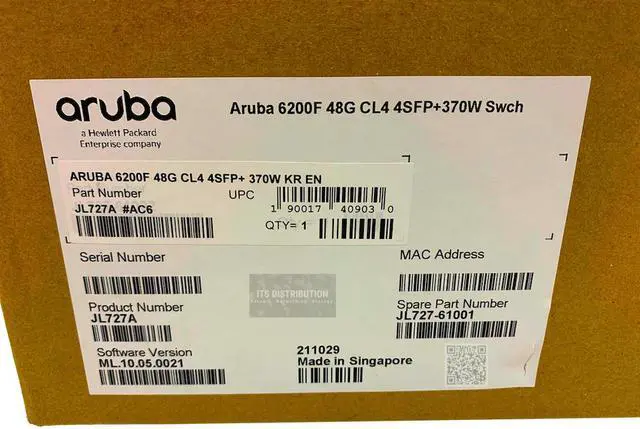 aruba
a Hewlett Packard
Enterprise company
Aruba 6200F 48G CL4 4SFP+370W Swch
ARUBA 6200F 48G CL4 4SFP+ 370W KR EN
Part Number
JL727A #AC6
UPC
1 90017 40903 0
QTY= 1
Serial Number
MAC Address
ITS DISTRIBUTION
Product Number
JL727A
Spare Part Number
JL727-61001
Software Version
ML.10.05.0021
211029
Made in Singapore